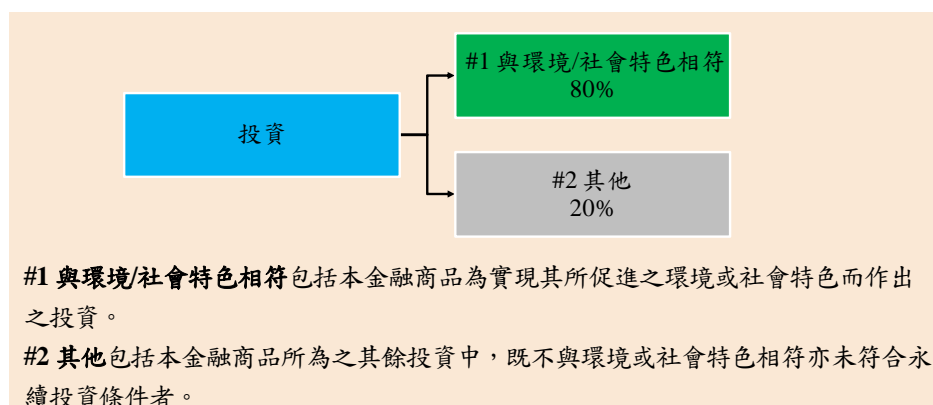 #1 與環境/社會特色相符
80%
投資
#2 其他
20%
#1 與環境/社會特色相符包括本金融商品為實現其所促進之環境或社會特色而作出
之投資。
#2 其他包括本金融商品所為之其餘投資中，既不與環境或社會特色相符亦未符合永
續投資條件者。